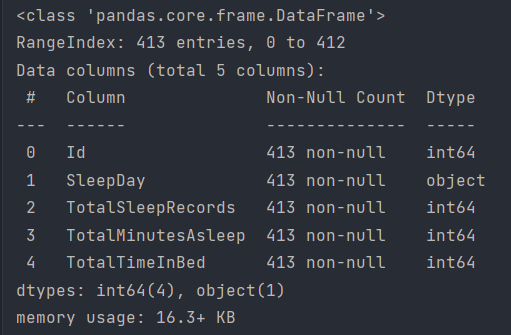 <class 'pandas.core.frame.DataFrame'>
RangeIndex: 413 entries, 0 to 412
Data columns (total 5 columns):
 #   Column              Non-Null Count  Dtype
---  ------              --------------  -----
 0   Id                  413 non-null    int64
 1   SleepDay            413 non-null    object
 2   TotalSleepRecords   413 non-null    int64
 3   TotalMinutesAsleep  413 non-null    int64
 4   TotalTimeInBed      413 non-null    int64
dtypes: int64(4), object(1)
memory usage: 16.3+ KB